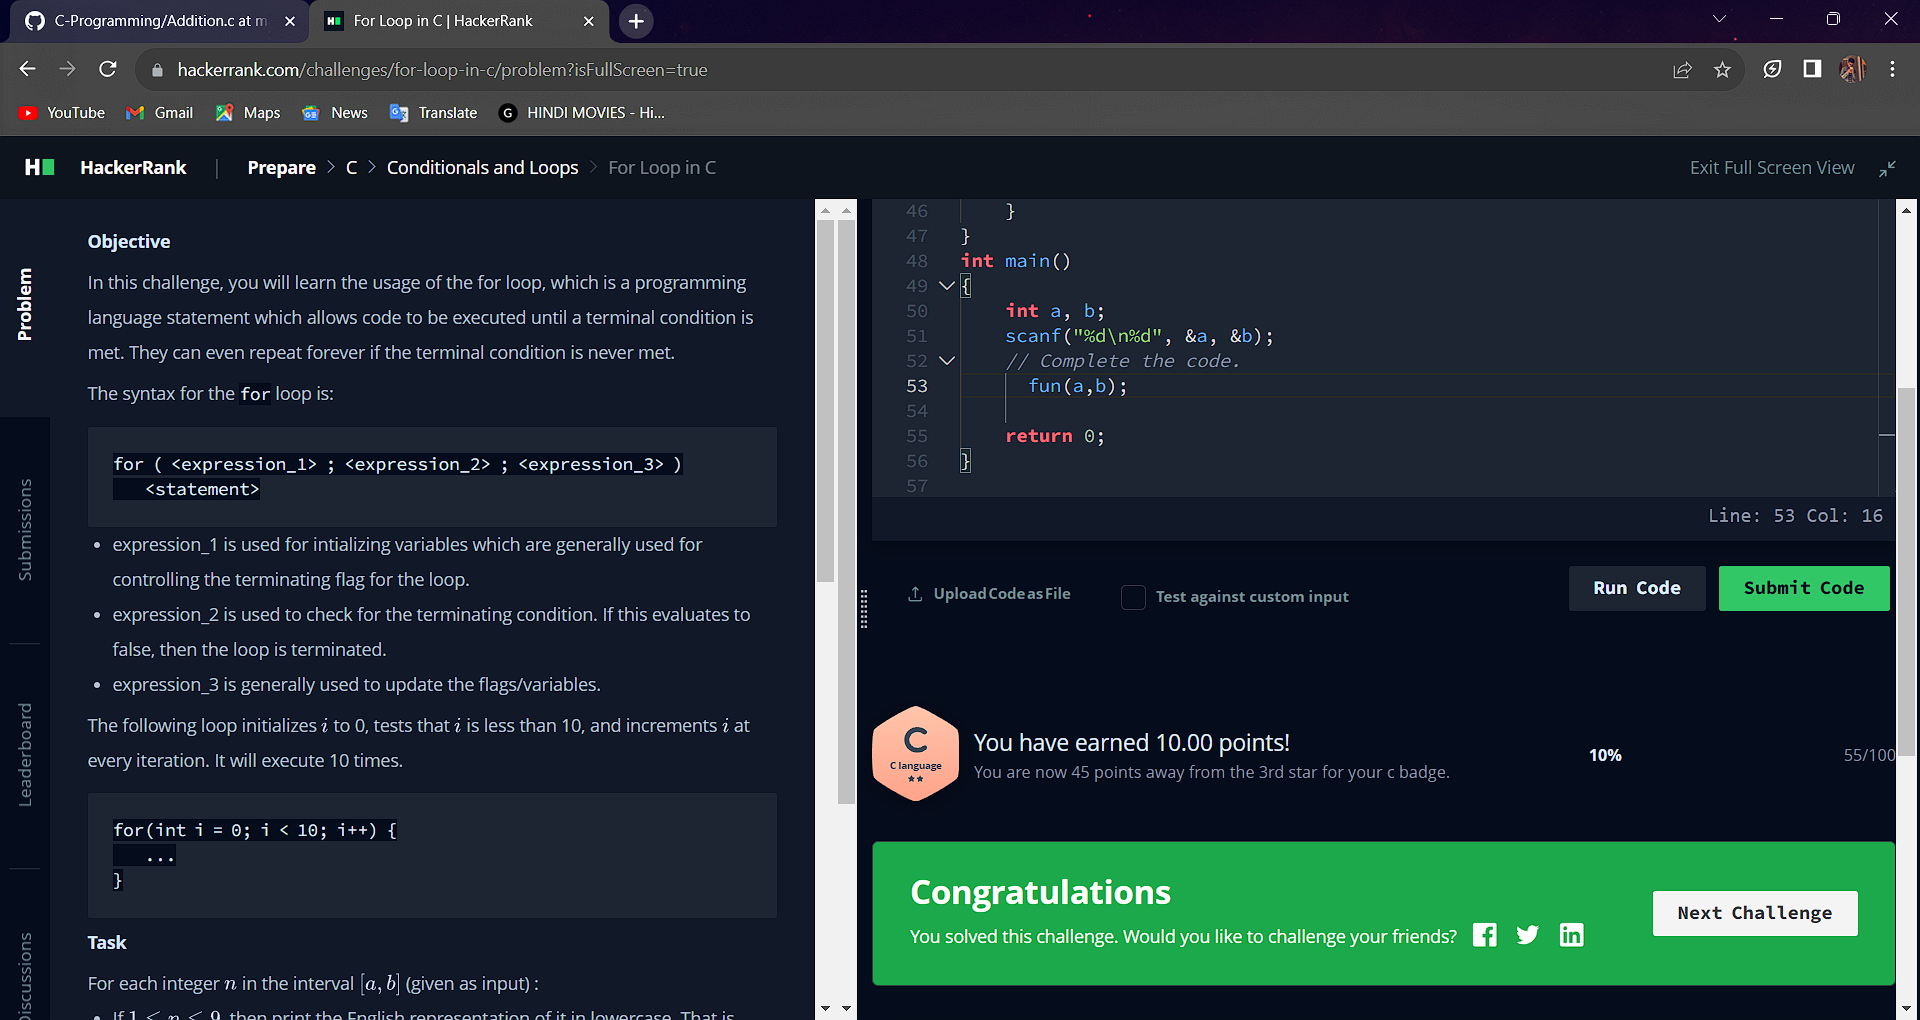 C-Programming/Addition.c at m
For Loop in C | HackerRank
hackerrank.com/challenges/for-loop-in-c/problem?isFullScreen=true
YouTube
Gmail
Maps
News
Translate
HINDI MOVIES - Hi...
H
HackerRank
Prepare > C > Conditionals and Loops > For Loop in C
Exit Full Screen View
Problem
Submissions
Leaderboard
Objective
In this challenge, you will learn the usage of the for loop, which is a programming
language statement which allows code to be executed until a terminal condition is
met. They can even repeat forever if the terminal condition is never met.
The syntax for the for loop is:
for ( <expression_1> ; <expression_2> ; <expression_3> )
<statement>
• expression_1 is used for intializing variables which are generally used for
controlling the terminating flag for the loop.
• expression_2 is used to check for the terminating condition. If this evaluates to
false, then the loop is terminated.
• expression_3 is generally used to update the flags/variables.
The following loop initializes i to 0, tests that i is less than 10, and increments i at
every iteration. It will execute 10 times.
for(int i = 0; i < 10; i++) {
...
}
Task
For each integer n in the interval [a, b] (given as input) :
• If 1 ≤ n ≤ 9, then print the English representation of it in lowercase. That is
46 }
47 }
48 int main()
49 {
50 int a, b;
51 scanf("%d\n%d", &a, &b);
52 // Complete the code.
53 fun(a,b);
54
55 return 0;
56 }
57
Line: 53 Col: 16
Upload Code as File
Test against custom input
Run Code
Submit Code
C
C language
You have earned 10.00 points!
You are now 45 points away from the 3rd star for your c badge.
10%
55/100
Congratulations
You solved this challenge. Would you like to challenge your friends?
Next Challenge